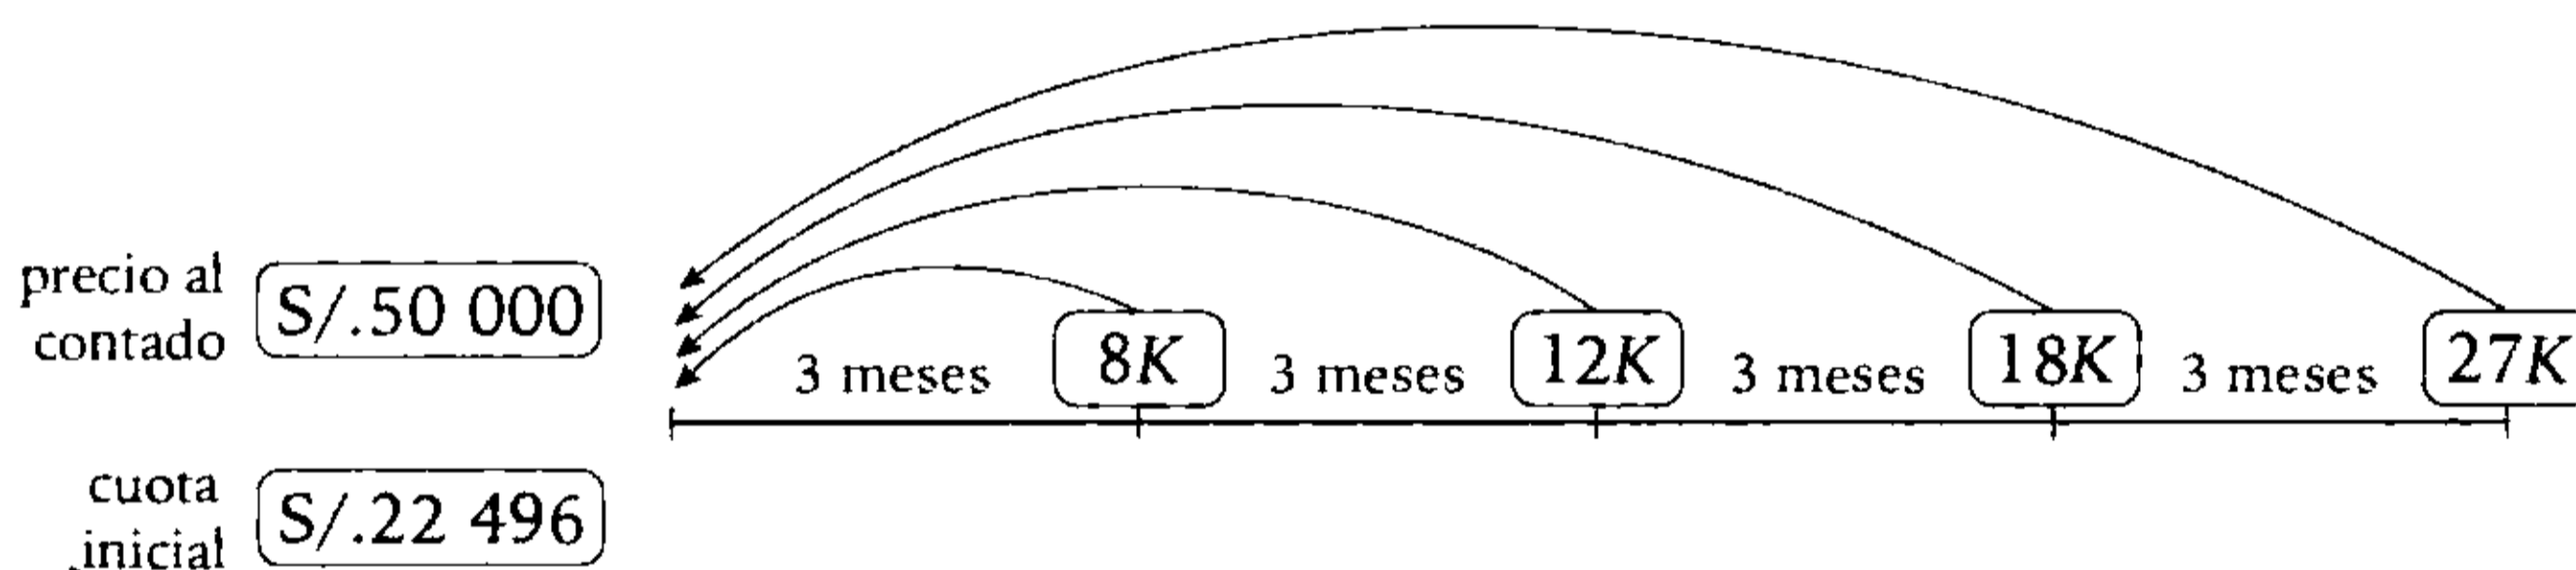 precio al
contado S/.50 000
3 meses 8K 3 meses 12K 3 meses 18K 3 meses 27K
cuota
inicial S/.22 496